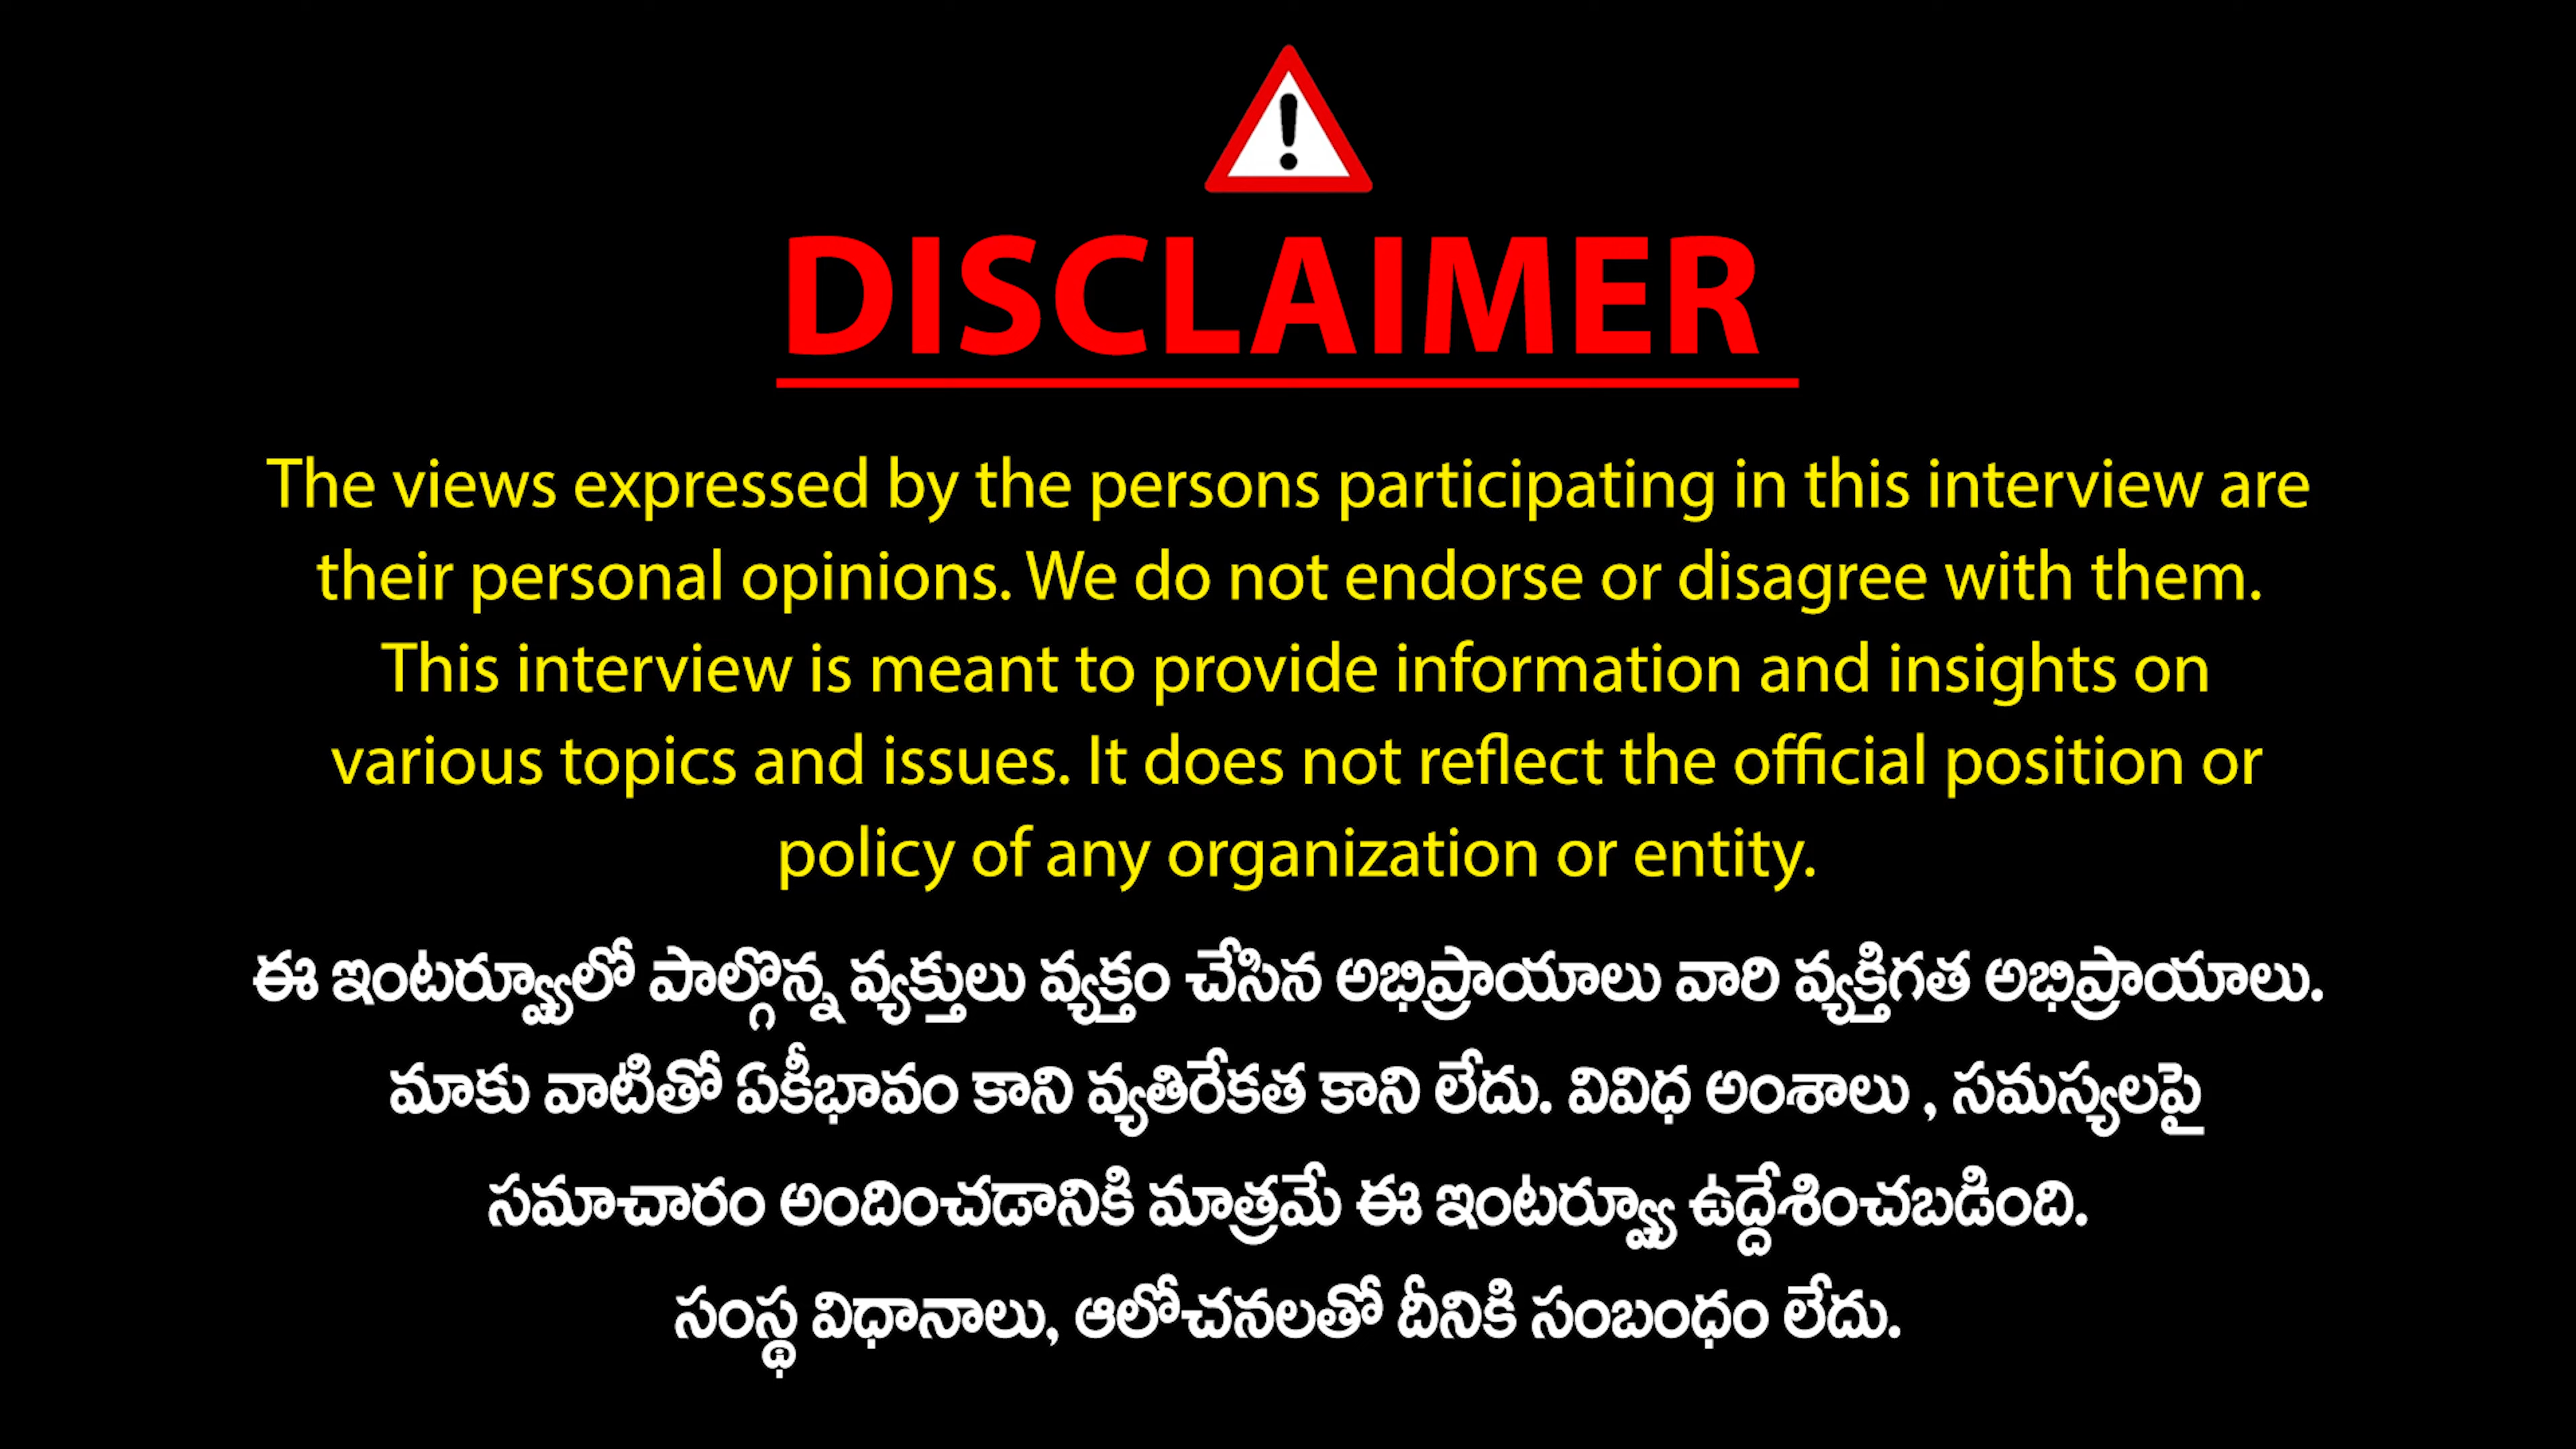 DISCLAIMER
The views expressed by the persons participating in this interview are
their personal opinions. We do not endorse or disagree with them.
This interview is meant to provide information and insights on
various topics and issues. It does not reflect the official position or
policy of any organization or entity.
ఈ ఇంటర్వ్యూలో పాల్గొన్న వ్యక్తులు వ్యక్తం చేసిన అభిప్రాయాలు వారి వ్యక్తిగత అభిప్రాయాలు.
మాకు వాటితో ఏకీభావం కాని వ్యతిరేకత కాని లేదు. వివిధ అంశాలు , సమస్యలపై
సమాచారం అందించడానికి మాత్రమే ఈ ఇంటర్వ్యూ ఉద్దేశించబడింది.
సంస్థ విధానాలు, ఆలోచనలతో దీనికి సంబంధం లేదు.